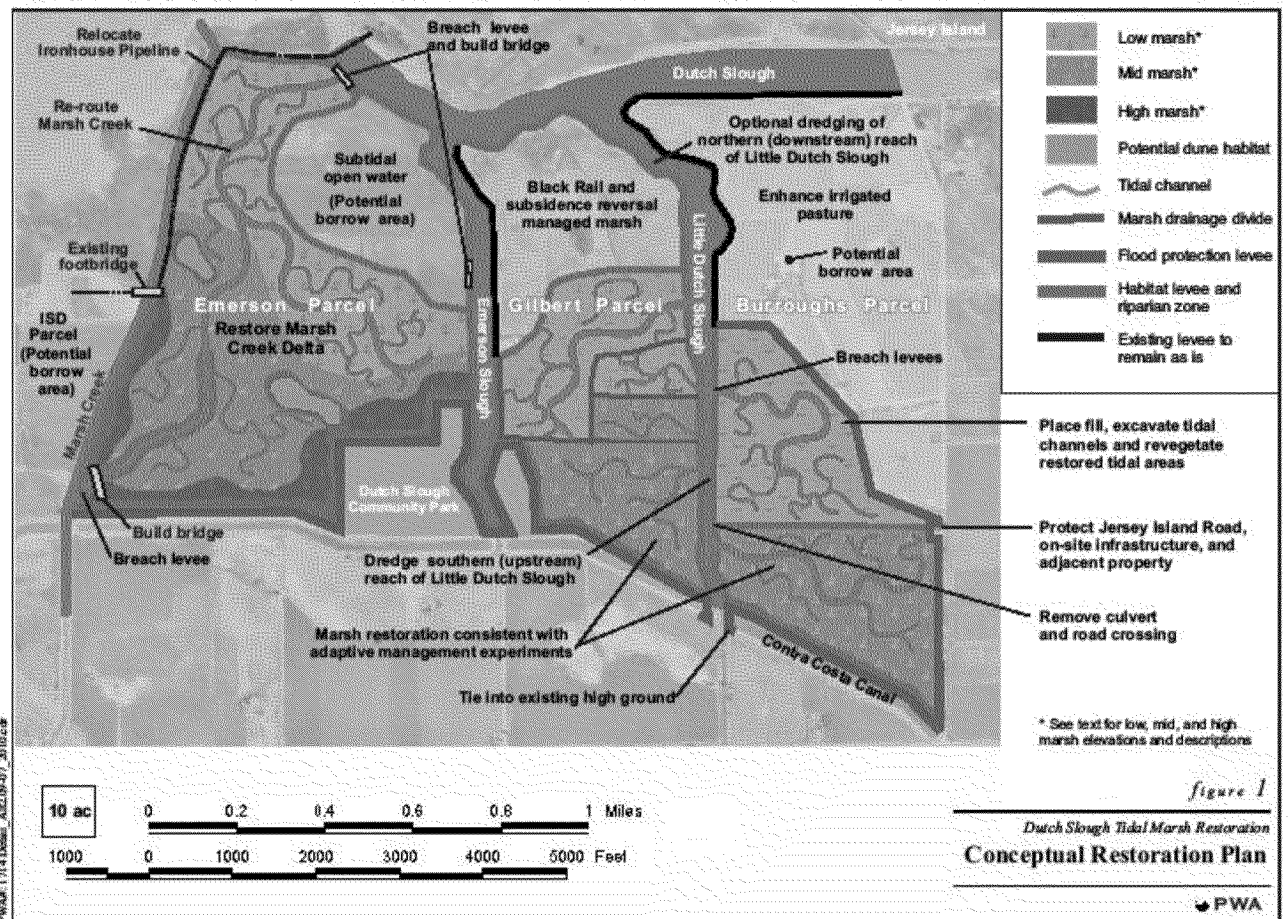 Relocate
Ironhouse Pipeline
Breach levee
and build bridge
Jersey Island
Dutch Slough
Re-route
Marsh Creek
Subtidal
open water
(Potential
borrow area)
Optional dredging of
northern (downstream) reach
of Little Dutch Slough
Black Rail and
subsidence reversal
managed marsh
Enhance irrigated
pasture
Little Dutch Slough
Potential
borrow area
Existing
footbridge
Emerson Parcel
Restore Marsh
Creek Delta
Emerson Slough
Gilbert Parcel
Burroughs Parcel
ISD
Parcel
(Potential
borrow
area)
Marsh Creek
Breach levees
Dutch Slough
Community Park
Build bridge
Breach levee
Dredge southern (upstream)
reach of Little Dutch Slough
Marsh restoration consistent with
adaptive management experiments
Tie into existing high ground
Contra Costa Canal
Low marsh*
Mid marsh*
High marsh*
Potential dune habitat
Tidal channel
Marsh drainage divide
Flood protection levee
Habitat levee and
riparian zone
Existing levee to
remain as is
Place fill, excavate tidal
channels and revegetate
restored tidal areas
Protect Jersey Island Road,
on-site infrastructure, and
adjacent property
Remove culvert
and road crossing
* See text for low, mid, and high
marsh elevations and descriptions
10 ac
0 0.2 0.4 0.6 0.8 1 Miles
1000 0 1000 2000 3000 4000 5000 Feet
figure 1
Dutch Slough Tidal Marsh Restoration
Conceptual Restoration Plan
PWA